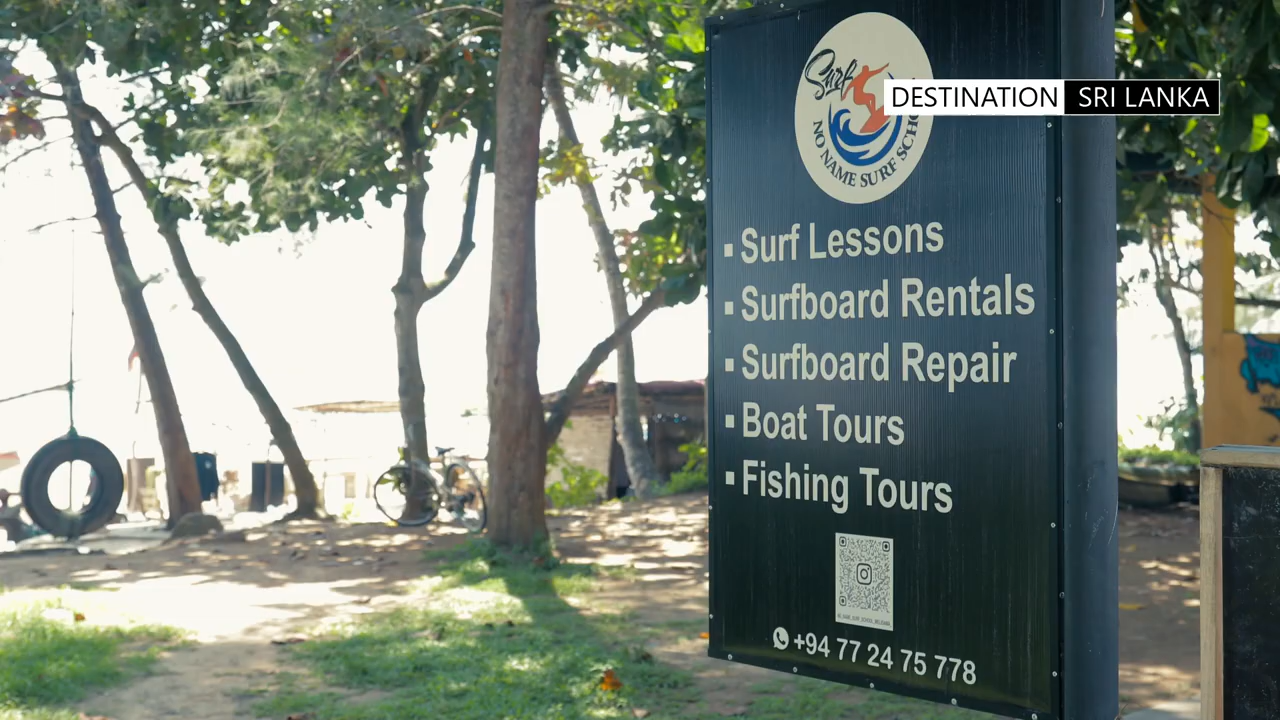 DESTINATION SRI LANKA
Surf
NO NAME SURF SCHO
Surf Lessons
Surfboard Rentals
Surfboard Repair
Boat Tours
Fishing Tours
+94 77 24 75 778